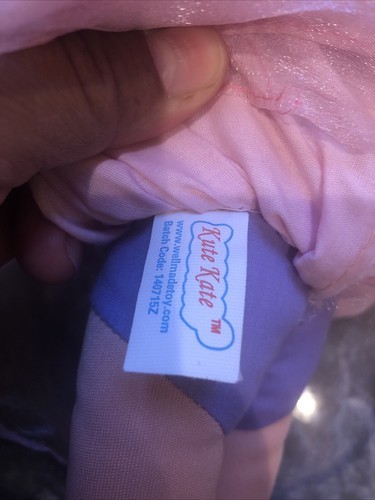 Kute Kate ™
www.wellmadetoy.com
Batch Code: 140715Z